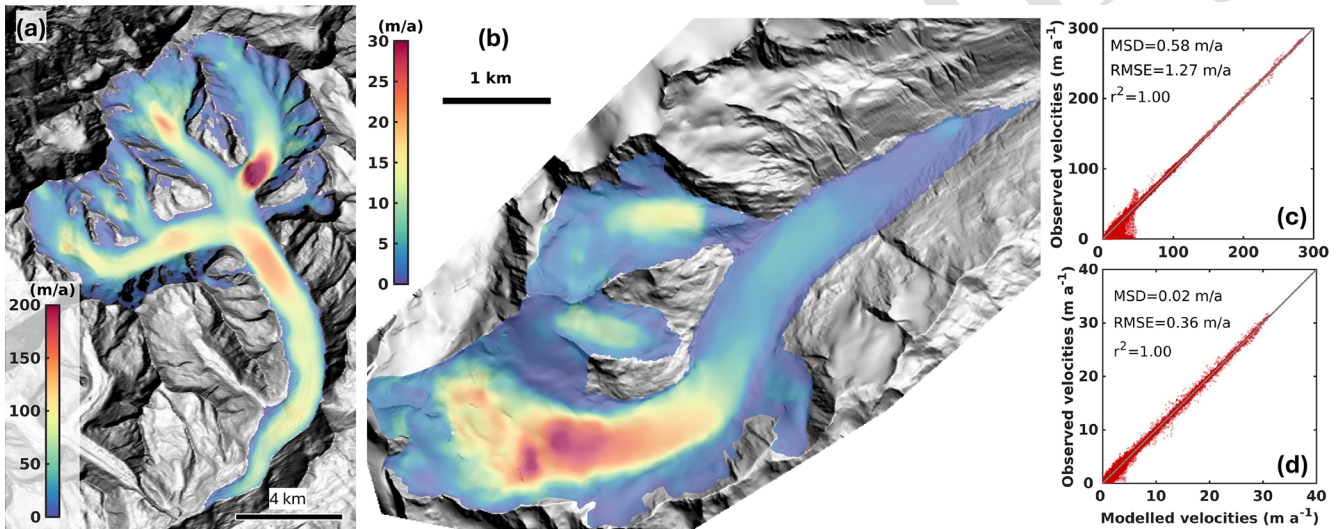 (a)
(m/a)
200
150
100
50
0
4 km
(m/a)
30
25
20
15
10
5
0
(b)
1 km
Observed velocities (m a⁻¹)
300
200
100
0
MSD=0.58 m/a
RMSE=1.27 m/a
r²=1.00
(c)
0 100 200 300
Observed velocities (m a⁻¹)
40
30
20
10
0
MSD=0.02 m/a
RMSE=0.36 m/a
r²=1.00
(d)
0 10 20 30 40
Modelled velocities (m a⁻¹)